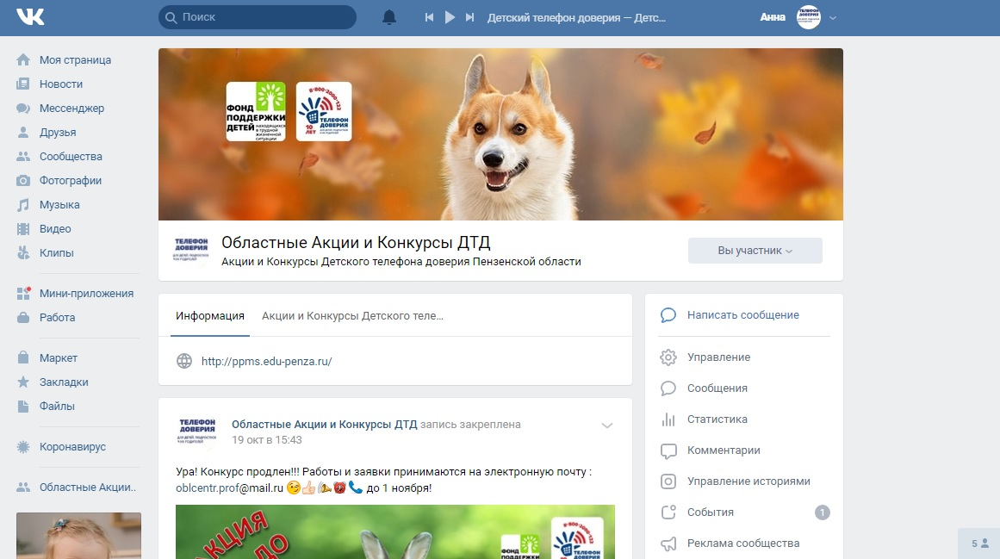 Поиск
Детский телефон доверия — Детс...
Анна
Моя страница
Новости
Мессенджер
Друзья
Сообщества
Фотографии
Музыка
Видео
Клипы
Мини-приложения
Работа
Маркет
Закладки
Файлы
Коронавирус
Областные Акции..
ФОНД
ПОДДЕРЖКИ
ДЕТЕЙ
находящихся
в трудной
жизненной
ситуации
8-800-2000-122
ТЕЛЕФОН
ДОВЕРИЯ
10
ЛЕТ
ТЕЛЕФОН
ДОВЕРИЯ
Областные Акции и Конкурсы ДТД
Акции и Конкурсы Детского телефона доверия Пензенской области
Вы участник
Информация
Акции и Конкурсы Детского теле...
http://ppms.edu-penza.ru/
ТЕЛЕФОН
ДОВЕРИЯ
Областные Акции и Конкурсы ДТД запись закреплена
19 окт в 15:43
Ура! Конкурс продлен!!! Работы и заявки принимаются на электронную почту :
oblcentr.prof@mail.ru 😉👍🙏⏰📞 до 1 ноября!
АКЦИЯ
ДО
ФОНД
ПОДДЕРЖКИ
8-800-2000-122
ТЕЛЕФОН
ДОВЕРИЯ
Написать сообщение
Управление
Сообщения
Статистика
Комментарии
Управление историями
События
1
Реклама сообщества
5